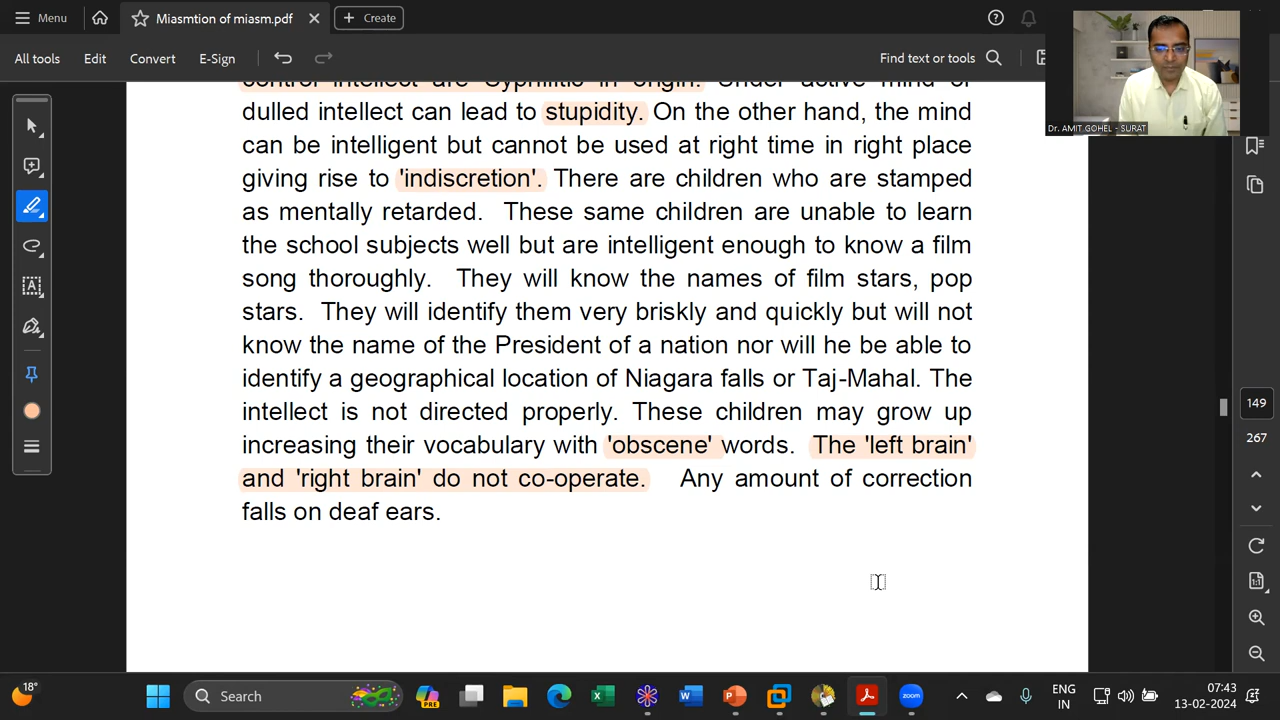 Menu
Miasmtion of miasm.pdf
Create
All tools
Edit
Convert
E-Sign
Find text or tools
Dr. AMIT.GOHEL - SURAT
dulled intellect can lead to stupidity. On the other hand, the mind
can be intelligent but cannot be used at right time in right place
giving rise to 'indiscretion'. There are children who are stamped
as mentally retarded. These same children are unable to learn
the school subjects well but are intelligent enough to know a film
song thoroughly. They will know the names of film stars, pop
stars. They will identify them very briskly and quickly but will not
know the name of the President of a nation nor will he be able to
identify a geographical location of Niagara falls or Taj-Mahal. The
intellect is not directed properly. These children may grow up
increasing their vocabulary with 'obscene' words. The 'left brain'
and 'right brain' do not co-operate. Any amount of correction
falls on deaf ears.
149
267
18°
Search
PRE
zoom
ENG
IN
07:43
13-02-2024